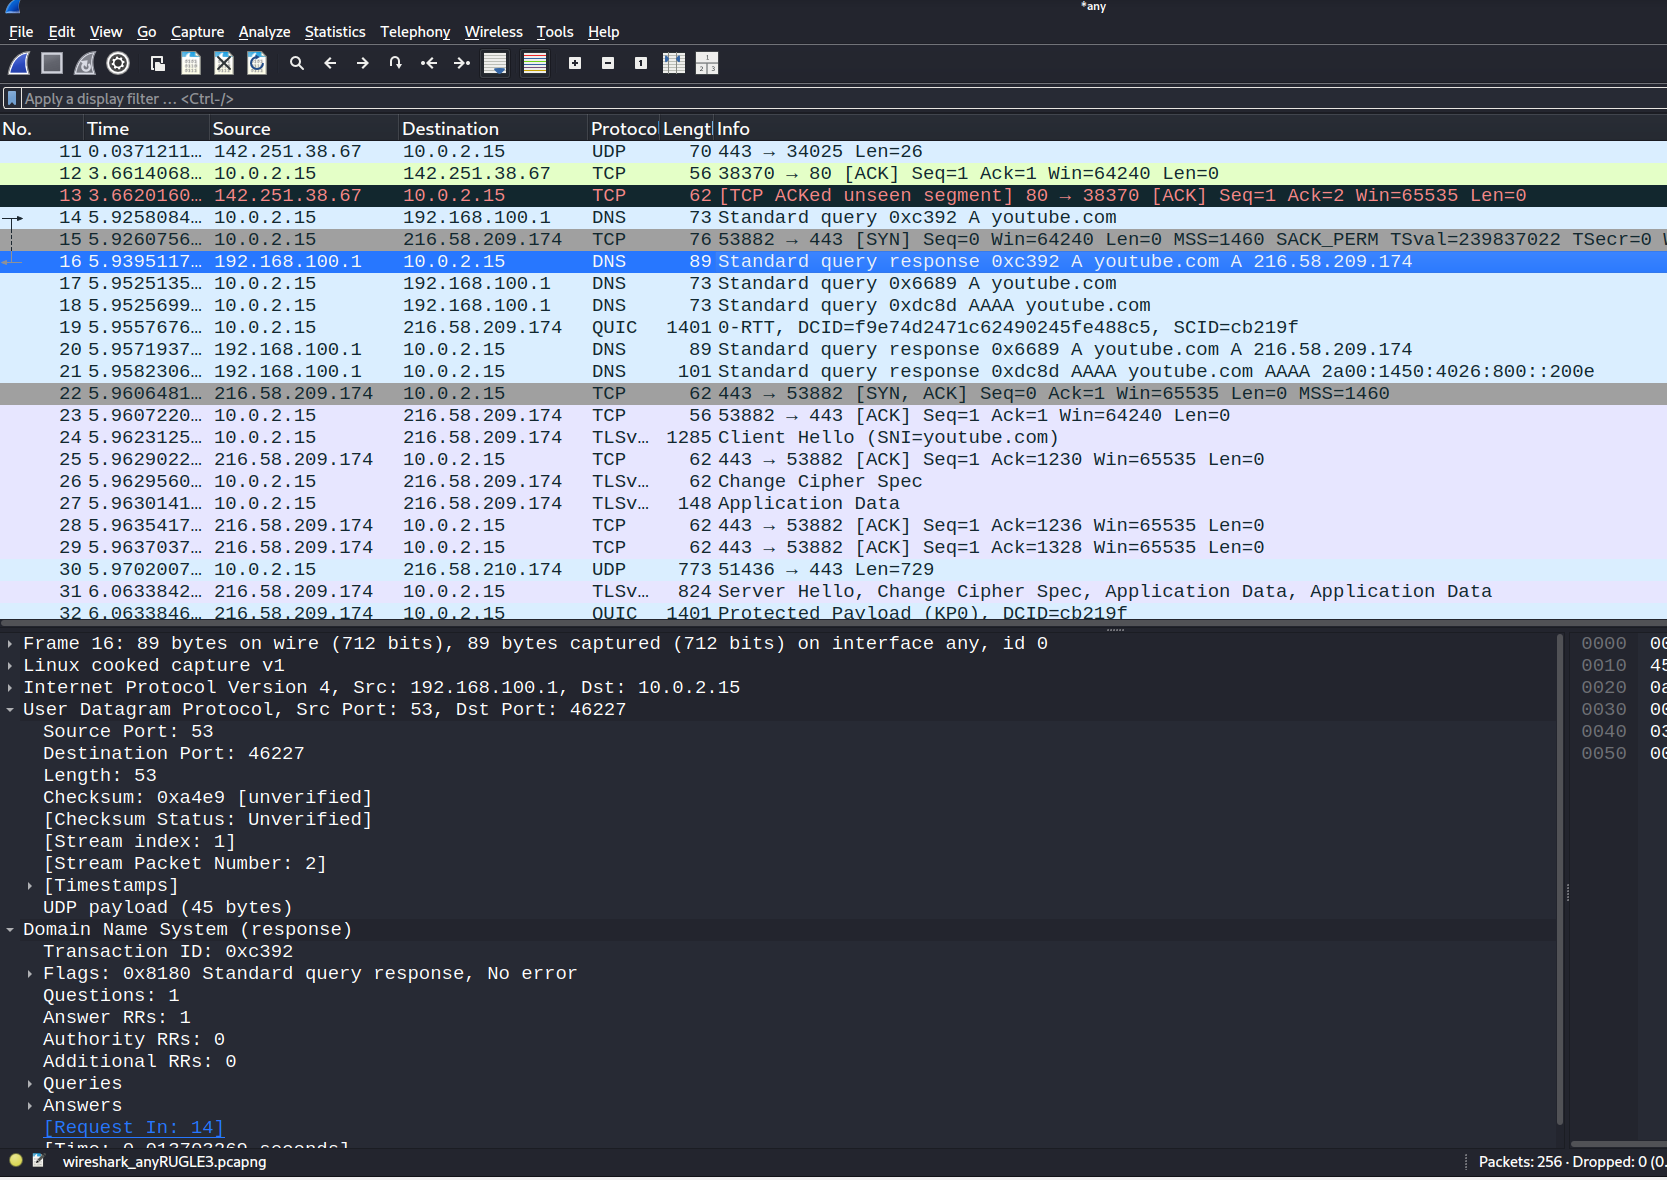 *any
File Edit View Go Capture Analyze Statistics Telephony Wireless Tools Help
Apply a display filter … <Ctrl-/>
No. Time Source Destination Protoco Lengt Info
11 0.0371211… 142.251.38.67 10.0.2.15 UDP 70 443 → 34025 Len=26
12 3.6614068… 10.0.2.15 142.251.38.67 TCP 56 38370 → 80 [ACK] Seq=1 Ack=1 Win=64240 Len=0
13 3.6620160… 142.251.38.67 10.0.2.15 TCP 62 [TCP ACKed unseen segment] 80 → 38370 [ACK] Seq=1 Ack=2 Win=65535 Len=0
14 5.9258084… 10.0.2.15 192.168.100.1 DNS 73 Standard query 0xc392 A youtube.com
15 5.9260756… 10.0.2.15 216.58.209.174 TCP 76 53882 → 443 [SYN] Seq=0 Win=64240 Len=0 MSS=1460 SACK_PERM TSval=239837022 TSecr=0
16 5.9395117… 192.168.100.1 10.0.2.15 DNS 89 Standard query response 0xc392 A youtube.com A 216.58.209.174
17 5.9525135… 10.0.2.15 192.168.100.1 DNS 73 Standard query 0x6689 A youtube.com
18 5.9525699… 10.0.2.15 192.168.100.1 DNS 73 Standard query 0xdc8d AAAA youtube.com
19 5.9557676… 10.0.2.15 216.58.209.174 QUIC 1401 0-RTT, DCID=f9e74d2471c62490245fe488c5, SCID=cb219f
20 5.9571937… 192.168.100.1 10.0.2.15 DNS 89 Standard query response 0x6689 A youtube.com A 216.58.209.174
21 5.9582306… 192.168.100.1 10.0.2.15 DNS 101 Standard query response 0xdc8d AAAA youtube.com AAAA 2a00:1450:4026:800::200e
22 5.9606481… 216.58.209.174 10.0.2.15 TCP 62 443 → 53882 [SYN, ACK] Seq=0 Ack=1 Win=65535 Len=0 MSS=1460
23 5.9607220… 10.0.2.15 216.58.209.174 TCP 56 53882 → 443 [ACK] Seq=1 Ack=1 Win=64240 Len=0
24 5.9623125… 10.0.2.15 216.58.209.174 TLSv… 1285 Client Hello (SNI=youtube.com)
25 5.9629022… 216.58.209.174 10.0.2.15 TCP 62 443 → 53882 [ACK] Seq=1 Ack=1230 Win=65535 Len=0
26 5.9629560… 10.0.2.15 216.58.209.174 TLSv… 62 Change Cipher Spec
27 5.9630141… 10.0.2.15 216.58.209.174 TLSv… 148 Application Data
28 5.9635417… 216.58.209.174 10.0.2.15 TCP 62 443 → 53882 [ACK] Seq=1 Ack=1236 Win=65535 Len=0
29 5.9637037… 216.58.209.174 10.0.2.15 TCP 62 443 → 53882 [ACK] Seq=1 Ack=1328 Win=65535 Len=0
30 5.9702007… 10.0.2.15 216.58.210.174 UDP 773 51436 → 443 Len=729
31 6.0633842… 216.58.209.174 10.0.2.15 TLSv… 824 Server Hello, Change Cipher Spec, Application Data, Application Data
32 6.0633846… 216.58.209.174 10.0.2.15 QUIC 1401 Protected Payload (KP0), DCID=cb219f
Frame 16: 89 bytes on wire (712 bits), 89 bytes captured (712 bits) on interface any, id 0
Linux cooked capture v1
Internet Protocol Version 4, Src: 192.168.100.1, Dst: 10.0.2.15
User Datagram Protocol, Src Port: 53, Dst Port: 46227
Source Port: 53
Destination Port: 46227
Length: 53
Checksum: 0xa4e9 [unverified]
[Checksum Status: Unverified]
[Stream index: 1]
[Stream Packet Number: 2]
[Timestamps]
UDP payload (45 bytes)
Domain Name System (response)
Transaction ID: 0xc392
Flags: 0x8180 Standard query response, No error
Questions: 1
Answer RRs: 1
Authority RRs: 0
Additional RRs: 0
Queries
Answers
[Request In: 14]
[Time: 0.013703269 seconds]
0000 00
0010 45
0020 0a
0030 00
0040 03
0050 00
wireshark_anyRUGLE3.pcapng
Packets: 256 · Dropped: 0 (0.